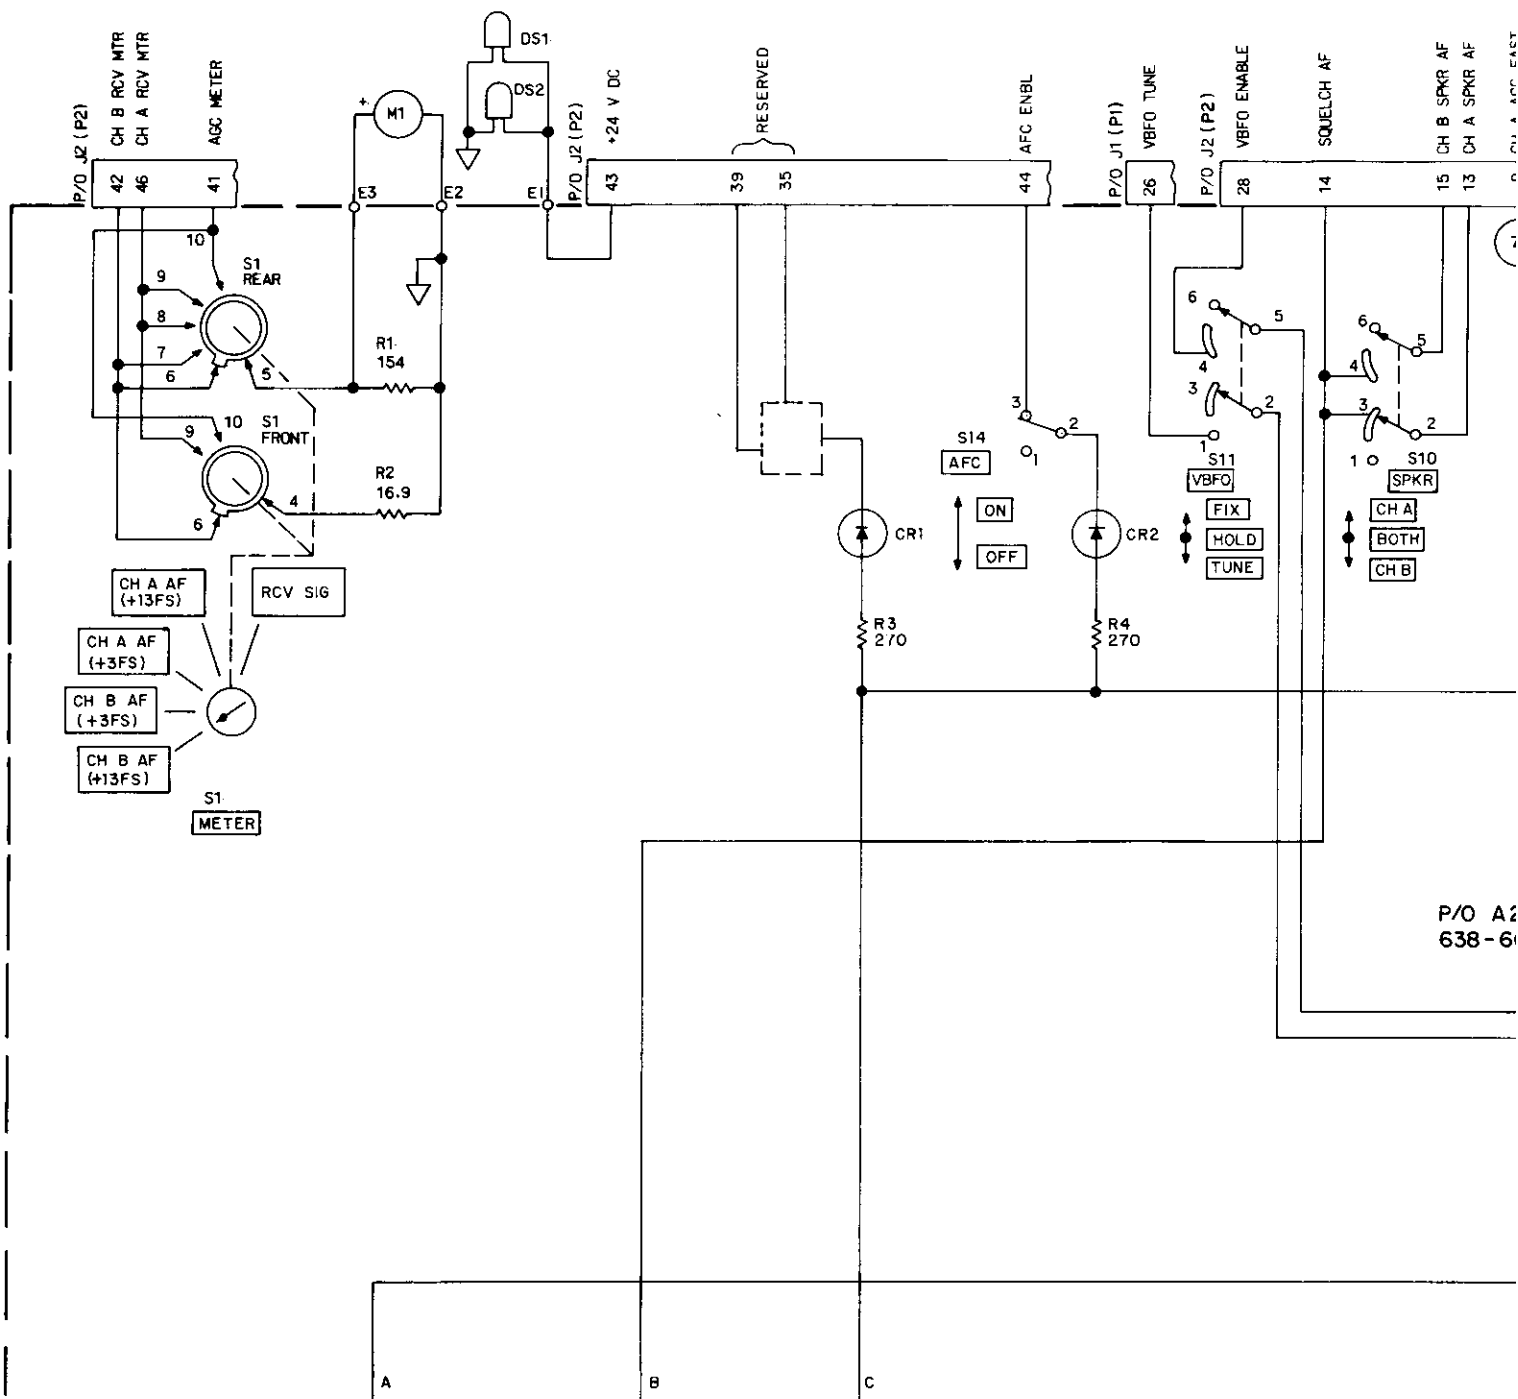 P/O J2 (P2)
CH B RCV MTR
CH A RCV MTR
AGC METER
42
46
41
+
M1
DS1
DS2
E3
E2
E1
P/O J2 (P2)
+24 V DC
43
RESERVED
39
35
AFC ENBL
44
P/O J1 (P1)
VBFO TUNE
26
P/O J2 (P2)
VBFO ENABLE
28
SQUELCH AF
14
CH B SPKR AF
15
CH A SPKR AF
13
10
S1
REAR
9
8
7
6
5
R1
154
10
S1
FRONT
9
4
6
R2
16.9
CH A AF
(+13FS)
RCV SIG
CH A AF
(+3FS)
CH B AF
(+3FS)
CH B AF
(+13FS)
S1
METER
CR1
R3
270
3
2
1
S14
AFC
ON
OFF
CR2
R4
270
6
5
4
3
2
1
S11
VBFO
FIX
HOLD
TUNE
6
5
4
3
2
1
S10
SPKR
CH A
BOTH
CH B
P/O A2
638-6
A
B
C